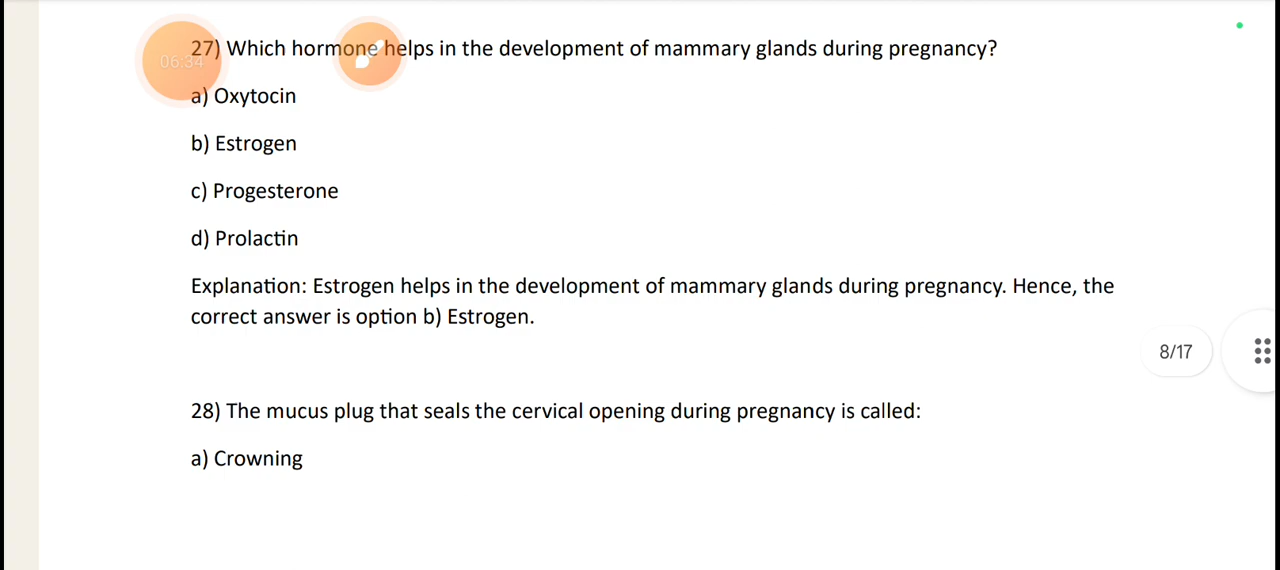 27) Which hormone helps in the development of mammary glands during pregnancy?
06:34
a) Oxytocin
b) Estrogen
c) Progesterone
d) Prolactin
Explanation: Estrogen helps in the development of mammary glands during pregnancy. Hence, the
correct answer is option b) Estrogen.
8/17
28) The mucus plug that seals the cervical opening during pregnancy is called:
a) Crowning